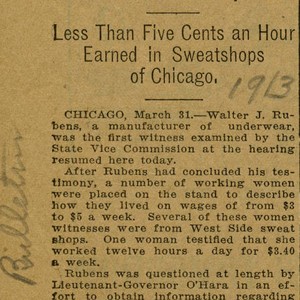 Less Than Five Cents an Hour
Earned in Sweatshops
of Chicago.
1913
CHICAGO, March 31.—Walter J. Ru-
bens, a manufacturer of underwear,
was the first witness examined by the
State Vice Commission at the hearing
resumed here today.
After Rubens had concluded his tes-
timony, a number of working women
were placed on the stand to describe
how they lived on wages of from $3
to $5 a week. Several of these women
witnesses were from West Side sweat
shops. One woman testified that she
worked twelve hours a day for $3.40
a week.
Rubens was questioned at length by
Lieutenant-Governor O'Hara in an ef-
fort to obtain information regarding